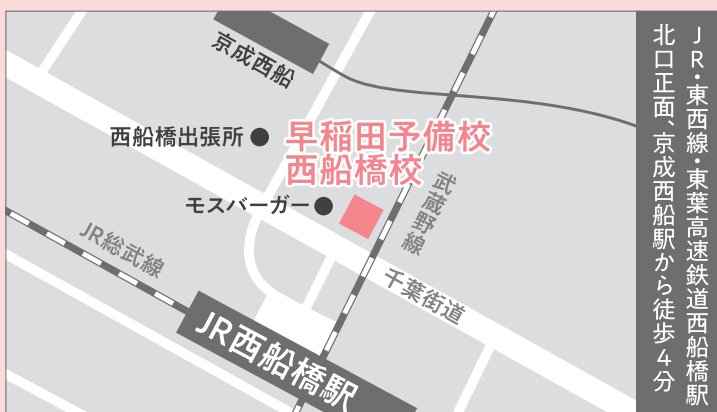 JR・東西線・東葉高速鉄道西船橋駅
北口正面、京成西船駅から徒歩4分
京成西船
西船橋出張所
早稲田予備校
西船橋校
モスバーガー
武蔵野線
JR総武線
千葉街道
JR西船橋駅